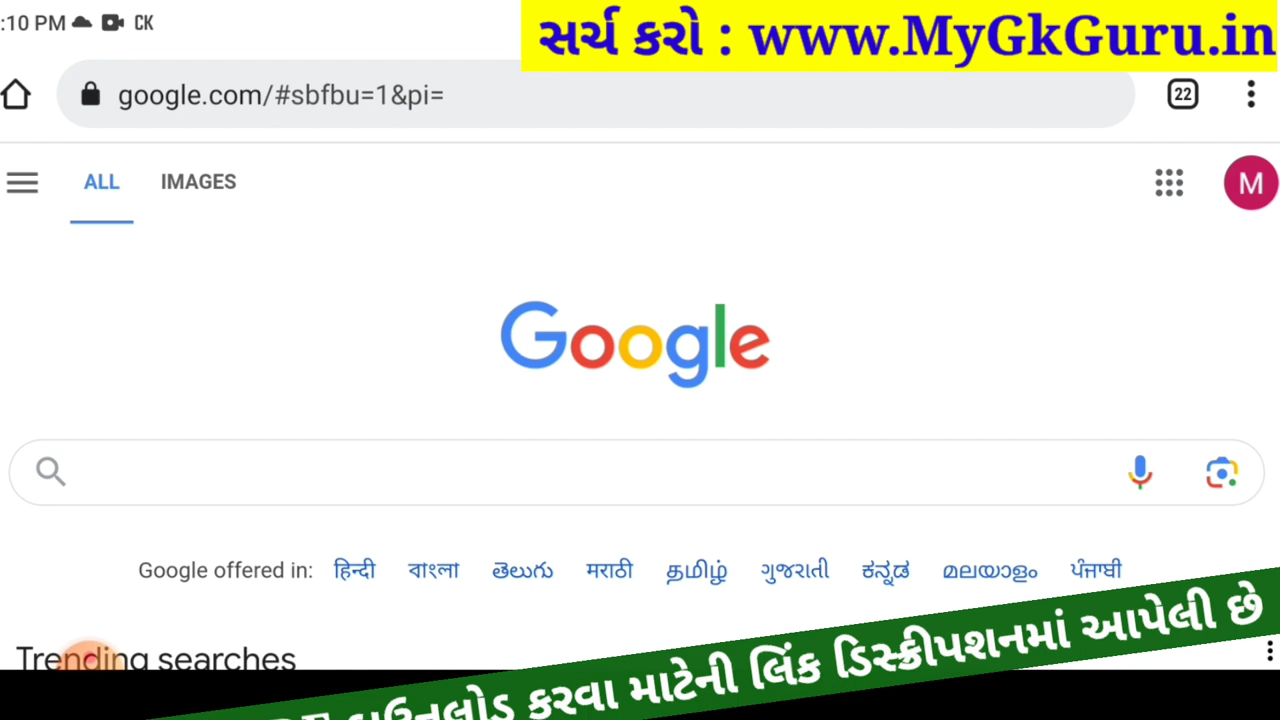 :10 PM CK
સર્ચ કરો : www.MyGkGuru.in
google.com/#sbfbu=1&pi=
22
ALL IMAGES
M
Google
Google offered in: हिन्दी বাংলা తెలుగు मराठी தமிழ் ગુજરાતી ಕನ್ನಡ മലയാളം ਪੰਜਾਬੀ
Trending searches
કરવા માટેની લિંક ડિસ્ક્રીપશનમાં આપેલી છે